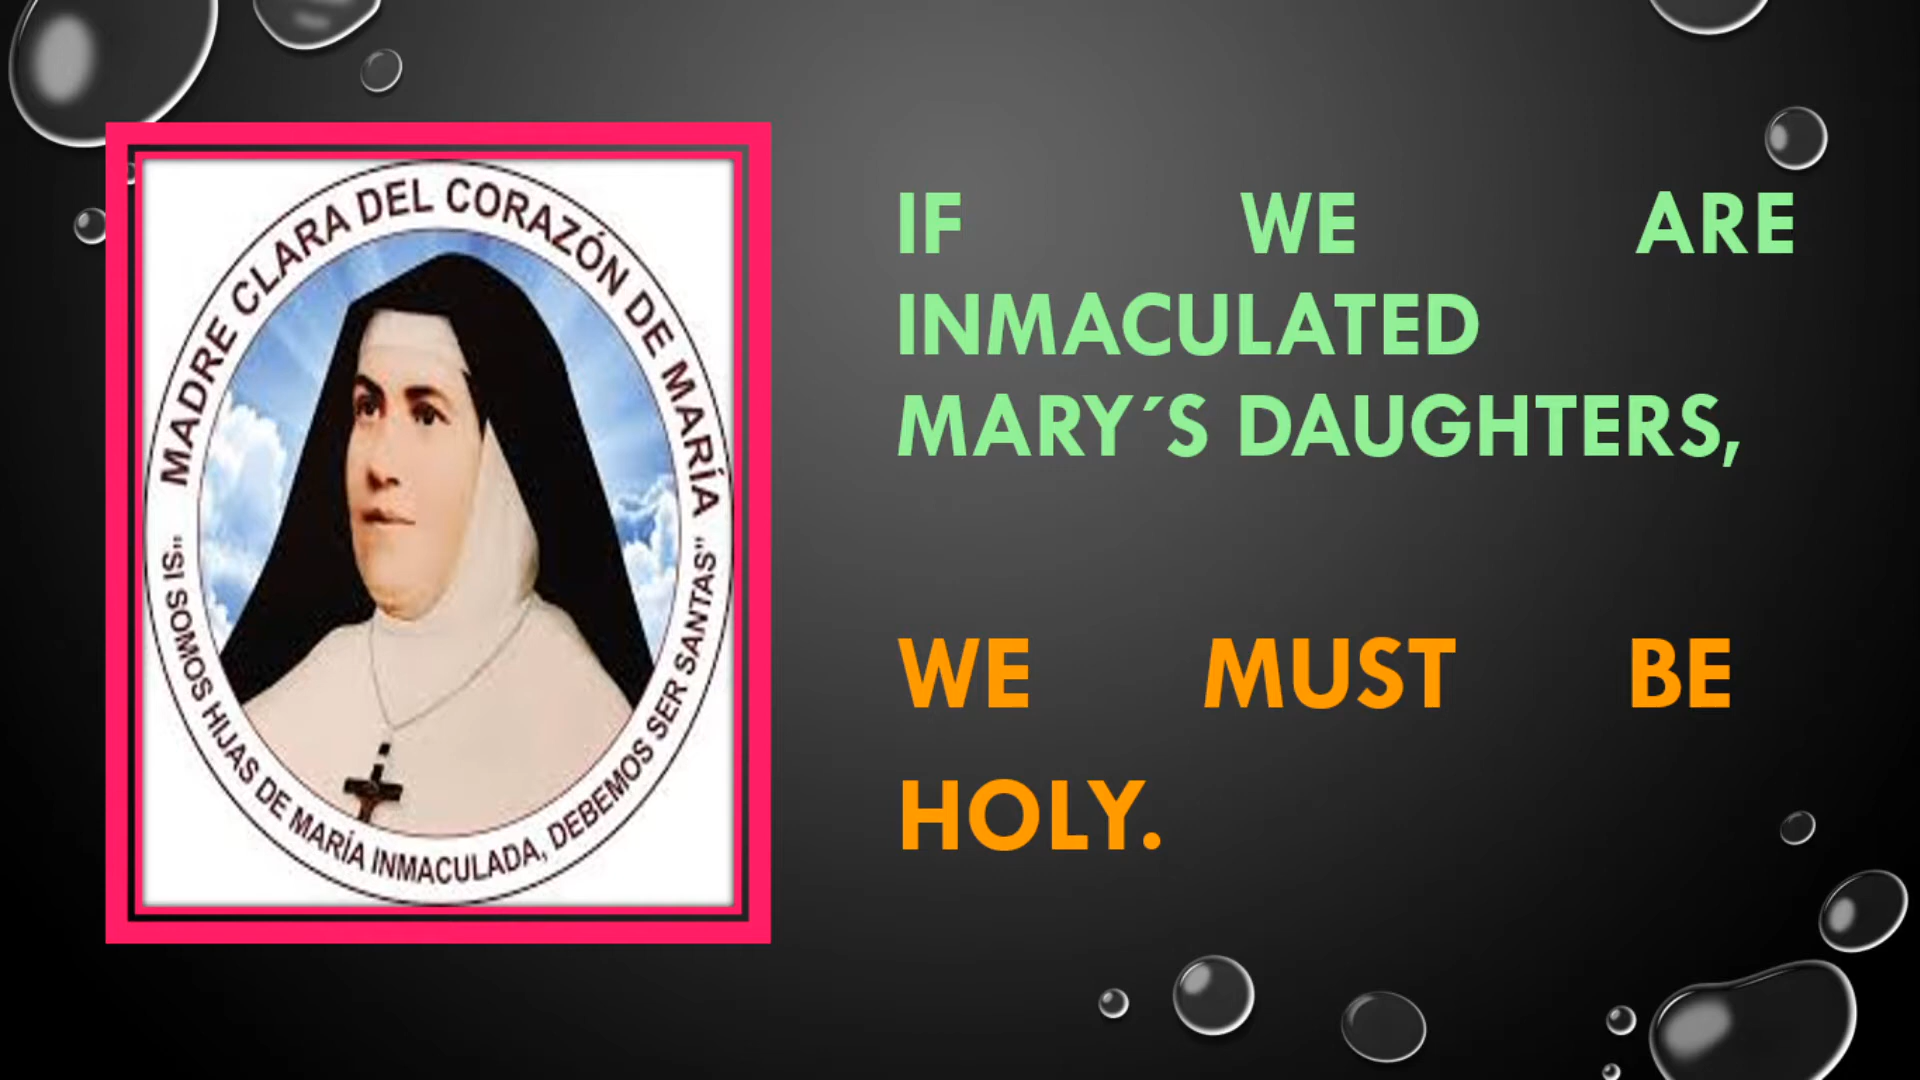 MADRE CLARA DEL CORAZÓN DE MARÍA
"SI SOMOS HIJAS DE MARÍA INMACULADA, DEBEMOS SER SANTAS"
IF WE ARE
INMACULATED
MARY´S DAUGHTERS,
WE MUST BE
HOLY.